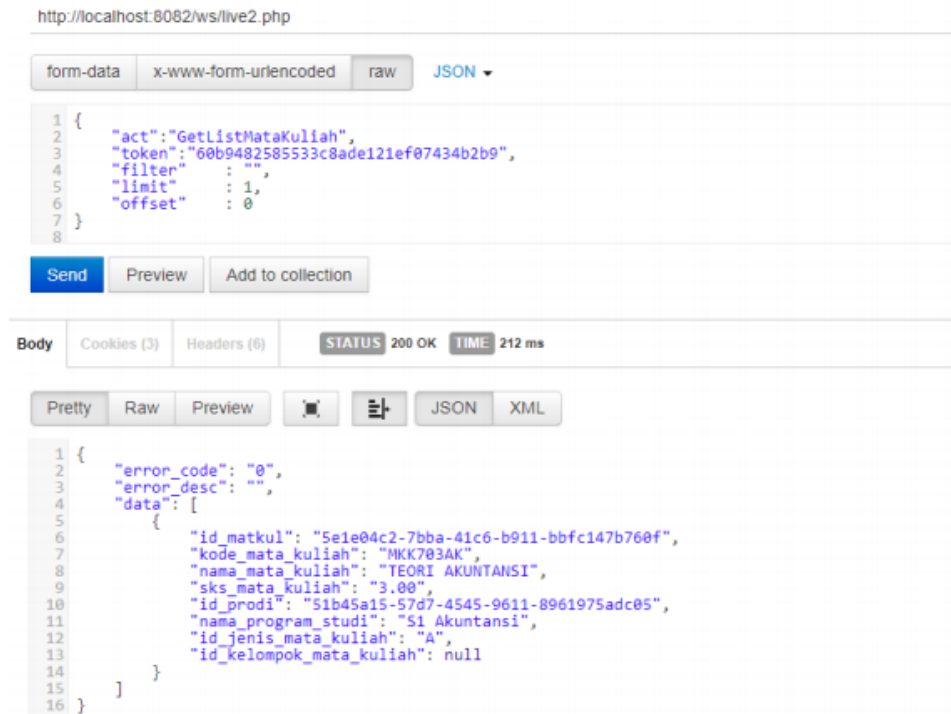 http://localhost:8082/ws/live2.php
form-data x-www-form-urlencoded raw JSON
1 {
2 "act":"GetListMataKuliah",
3 "token":"60b9482585533c8ade121ef07434b2b9",
4 "filter" : "",
5 "limit" : 1,
6 "offset" : 0
7 }
8
Send Preview Add to collection
Body Cookies (3) Headers (6) STATUS 200 OK TIME 212 ms
Pretty Raw Preview JSON XML
1 {
2 "error_code": "0",
3 "error_desc": "",
4 "data": [
5 {
6 "id_matkul": "5e1e04c2-7bba-41c6-b911-bbfc147b760f",
7 "kode_mata_kuliah": "MKK703AK",
8 "nama_mata_kuliah": "TEORI AKUNTANSI",
9 "sks_mata_kuliah": "3.00",
10 "id_prodi": "51b45a15-57d7-4545-9611-8961975adc05",
11 "nama_program_studi": "S1 Akuntansi",
12 "id_jenis_mata_kuliah": "A",
13 "id_kelompok_mata_kuliah": null
14 }
15 ]
16 }